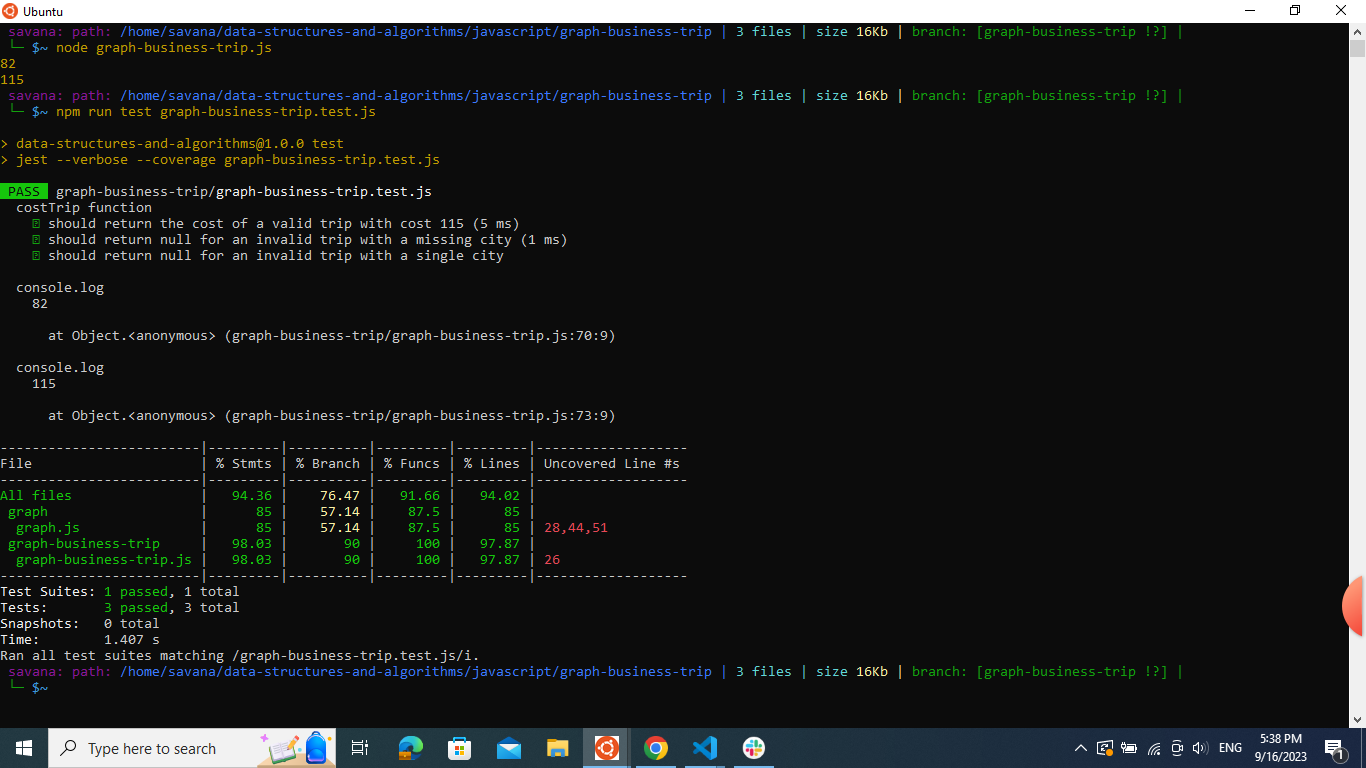 Ubuntu
savana: path: /home/savana/data-structures-and-algorithms/javascript/graph-business-trip | 3 files | size 16Kb | branch: [graph-business-trip !?] |
└─ $~ node graph-business-trip.js
82
115
savana: path: /home/savana/data-structures-and-algorithms/javascript/graph-business-trip | 3 files | size 16Kb | branch: [graph-business-trip !?] |
└─ $~ npm run test graph-business-trip.test.js
> data-structures-and-algorithms@1.0.0 test
> jest --verbose --coverage graph-business-trip.test.js
PASS graph-business-trip/graph-business-trip.test.js
costTrip function
should return the cost of a valid trip with cost 115 (5 ms)
should return null for an invalid trip with a missing city (1 ms)
should return null for an invalid trip with a single city
console.log
82
at Object.<anonymous> (graph-business-trip/graph-business-trip.js:70:9)
console.log
115
at Object.<anonymous> (graph-business-trip/graph-business-trip.js:73:9)
-------------------------|---------|----------|---------|---------|-------------------
File                     | % Stmts | % Branch | % Funcs | % Lines | Uncovered Line #s
-------------------------|---------|----------|---------|---------|-------------------
All files                |   94.36 |    76.47 |   91.66 |   94.02 |
graph                   |      85 |    57.14 |    87.5 |      85 |
graph.js               |      85 |    57.14 |    87.5 |      85 | 28,44,51
graph-business-trip     |   98.03 |       90 |     100 |   97.87 |
graph-business-trip.js |   98.03 |       90 |     100 |   97.87 | 26
-------------------------|---------|----------|---------|---------|-------------------
Test Suites: 1 passed, 1 total
Tests:       3 passed, 3 total
Snapshots:   0 total
Time:        1.407 s
Ran all test suites matching /graph-business-trip.test.js/i.
savana: path: /home/savana/data-structures-and-algorithms/javascript/graph-business-trip | 3 files | size 16Kb | branch: [graph-business-trip !?] |
└─ $~
Type here to search
ENG
5:38 PM
9/16/2023
1